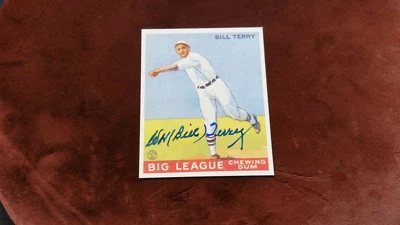 BILL TERRY
Wm (Bill) Terry
BIG LEAGUE CHEWING GUM